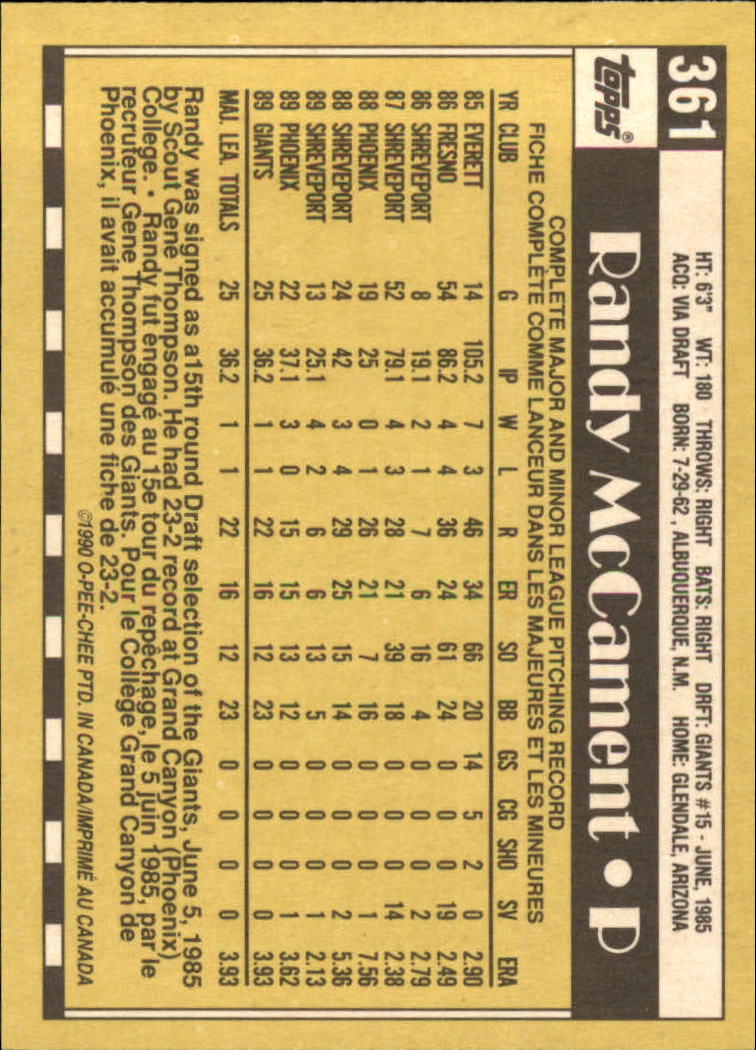 361
HT: 6'3" WT: 180 THROWS: RIGHT BATS: RIGHT DRFT: GIANTS #15 - JUNE, 1985
ACQ: VIA DRAFT BORN: 7-29-62, ALBUQUERQUE, N.M. HOME: GLENDALE, ARIZONA
topps®
Randy McCament • P
COMPLETE MAJOR AND MINOR LEAGUE PITCHING RECORD
FICHE COMPLÈTE COMME LANCEUR DANS LES MAJEURES ET LES MINEURES
YR CLUB G IP W L R ER SO BB GS CG SHO SV ERA
85 EVERETT 14 105.2 7 3 46 34 66 20 14 5 2 0 2.90
86 FRESNO 54 86.2 4 4 36 24 61 24 0 0 0 19 2.49
86 SHREVEPORT 8 19.1 2 1 7 6 16 4 0 0 0 2 2.79
87 SHREVEPORT 52 79.1 4 3 28 21 39 18 0 0 0 14 2.38
88 PHOENIX 19 25 0 1 26 21 7 16 0 0 0 1 7.56
88 SHREVEPORT 24 42 3 4 29 25 15 14 0 0 0 2 5.36
89 SHREVEPORT 13 25.1 4 2 6 6 13 5 0 0 0 1 2.13
89 PHOENIX 22 37.1 3 0 15 15 13 12 0 0 0 1 3.62
89 GIANTS 25 36.2 1 1 22 16 12 23 0 0 0 0 3.93
MAJ. LEA. TOTALS 25 36.2 1 1 22 16 12 23 0 0 0 0 3.93
Randy was signed as a15th round Draft selection of the Giants, June 5, 1985
by Scout Gene Thompson. He had 23-2 record at Grand Canyon (Phoenix)
College. • Randy fut engagé au 15e tour du repêchage, le 5 juin 1985, par le
recruteur Gene Thompson des Giants. Pour le Collège Grand Canyon de
Phoenix, il avait accumulé une fiche de 23-2.
©1990 O-PEE-CHEE PTD. IN CANADA/IMPRIMÉ AU CANADA